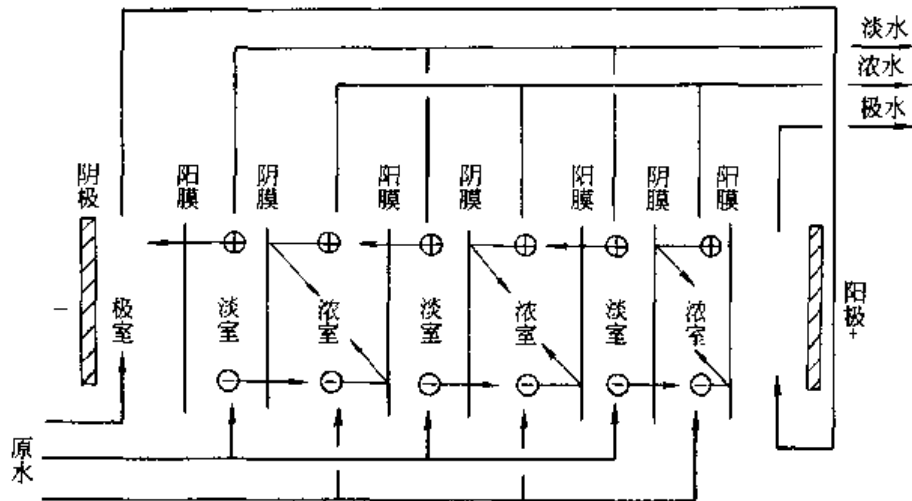 淡水
浓水
极水
阴极
阳膜
阴膜
阳膜
阴膜
阳膜
阴膜
阳膜
⊕
⊕
⊕
⊕
⊕
⊕
−
极室
淡室
浓室
淡室
浓室
淡室
浓室
阳极+
⊖
⊖
⊖
⊖
⊖
⊖
原水